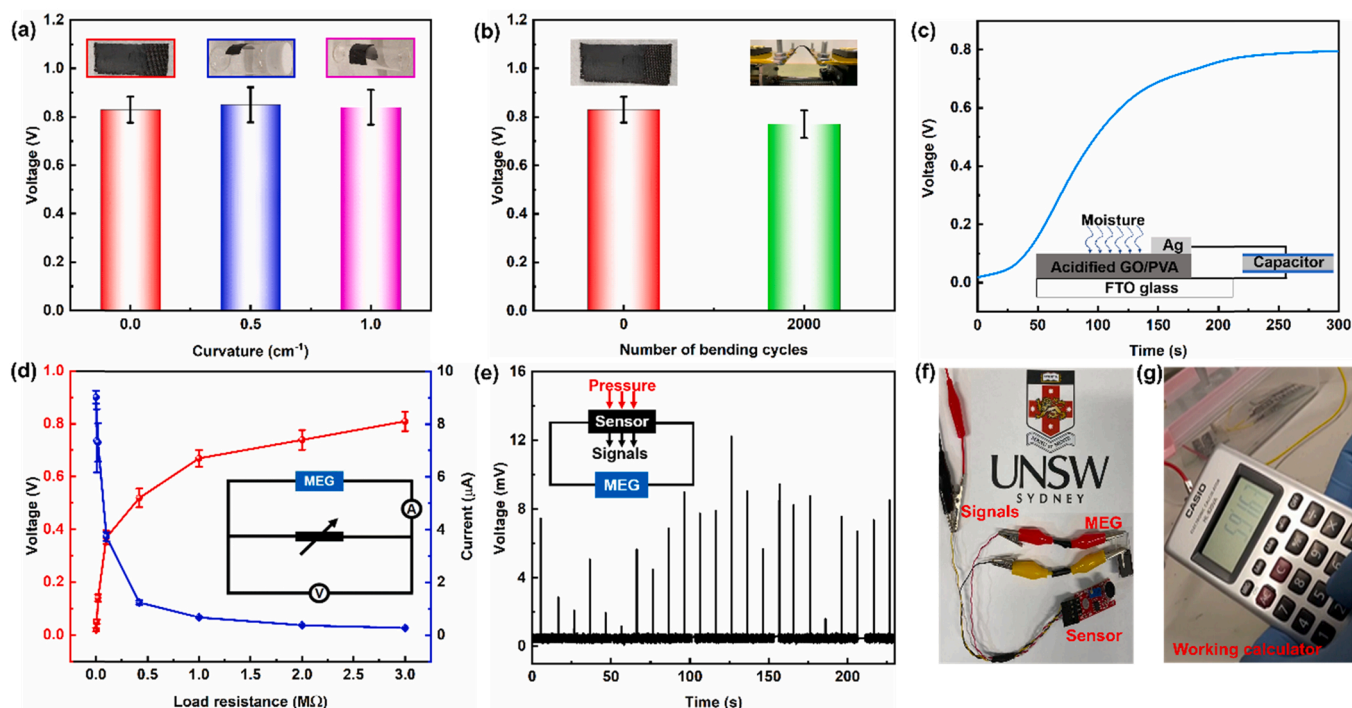 (a)
1.2
1.0
0.8
0.6
0.4
0.2
0.0
Voltage (V)
0.0 0.5 1.0
Curvature (cm⁻¹)
(b)
1.2
1.0
0.8
0.6
0.4
0.2
0.0
Voltage (V)
0 2000
Number of bending cycles
(c)
0.8
0.6
0.4
0.2
0.0
Voltage (V)
Moisture
Ag
Acidified GO/PVA
Capacitor
FTO glass
0 50 100 150 200 250 300
Time (s)
(d)
1.0
0.8
0.6
0.4
0.2
0.0
Voltage (V)
MEG
A
V
10
8
6
4
2
0
Current (μA)
0.0 0.5 1.0 1.5 2.0 2.5 3.0
Load resistance (MΩ)
(e)
16
12
8
4
0
Voltage (mV)
Pressure
Sensor
Signals
MEG
0 50 100 150 200
Time (s)
(f)
UNSW
SYDNEY
Signals
MEG
Sensor
(g)
CASIO
Working calculator